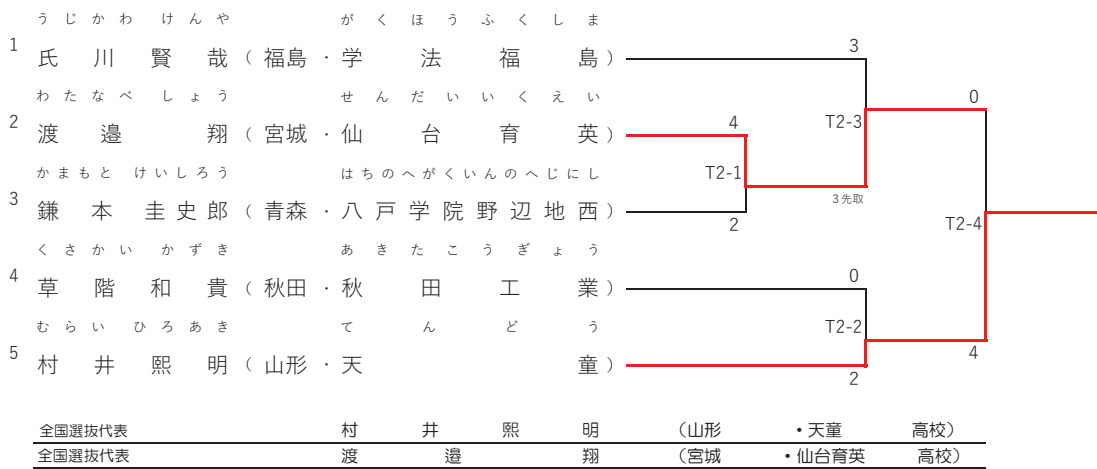 うじかわ けんや がくほうふくしま
1 氏川賢哉（福島・学法福島） 3
わたなべ しょう せんだいいくえい 0
2 渡邉翔（宮城・仙台育英） 4 T2-3
かまもと けいしろう はちのへがくいんのへじにし T2-1
3 鎌本圭史郎（青森・八戸学院野辺地西） 2 3先取 T2-4
くさかい かずき あきたこうぎょう
4 草階和貴（秋田・秋田工業） 0
むらい ひろあき てんどう T2-2
5 村井熙明（山形・天童） 2 4
全国選抜代表 村井熙明 （山形 ・天童 高校）
全国選抜代表 渡邉翔 （宮城 ・仙台育英 高校）